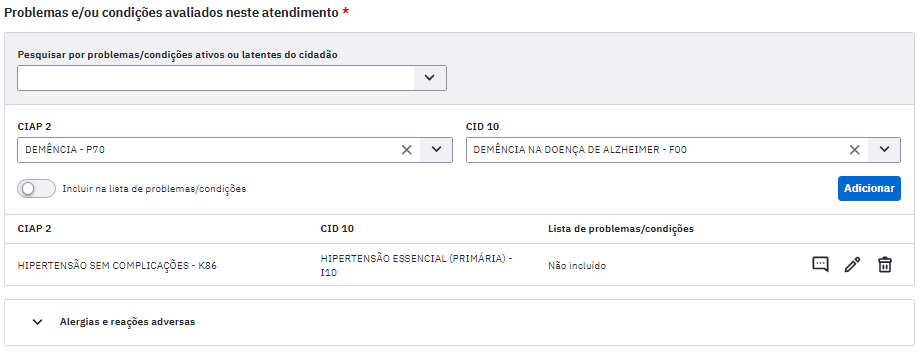 Problemas e/ou condições avaliados neste atendimento *
Pesquisar por problemas/condições ativos ou latentes do cidadão
CIAP 2
CID 10
DEMÊNCIA - P70
DEMÊNCIA NA DOENÇA DE ALZHEIMER - F00
Incluir na lista de problemas/condições
Adicionar
CIAP 2
CID 10
Lista de problemas/condições
HIPERTENSÃO SEM COMPLICAÇÕES - K86
HIPERTENSÃO ESSENCIAL (PRIMÁRIA) -
I10
Não incluído
Alergias e reações adversas